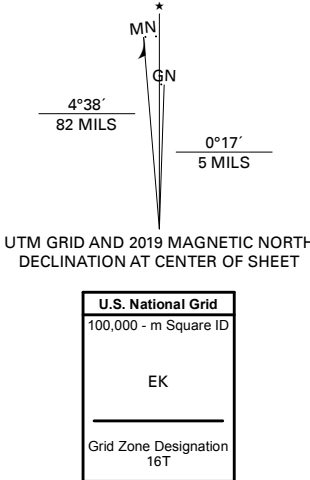 MN
GN
4°38´
82 MILS
0°17´
5 MILS
UTM GRID AND 2019 MAGNETIC NORTH
DECLINATION AT CENTER OF SHEET
U.S. National Grid
100,000 - m Square ID
EK
Grid Zone Designation
16T